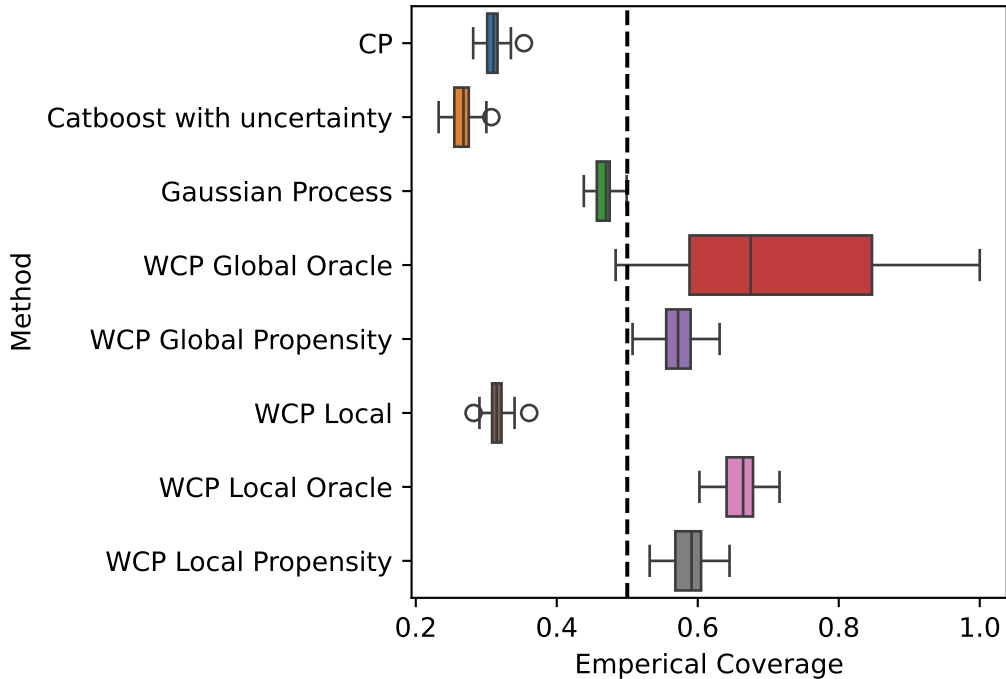 CP
Catboost with uncertainty
Gaussian Process
WCP Global Oracle
WCP Global Propensity
WCP Local
WCP Local Oracle
WCP Local Propensity
Method
0.2 0.4 0.6 0.8 1.0
Emperical Coverage